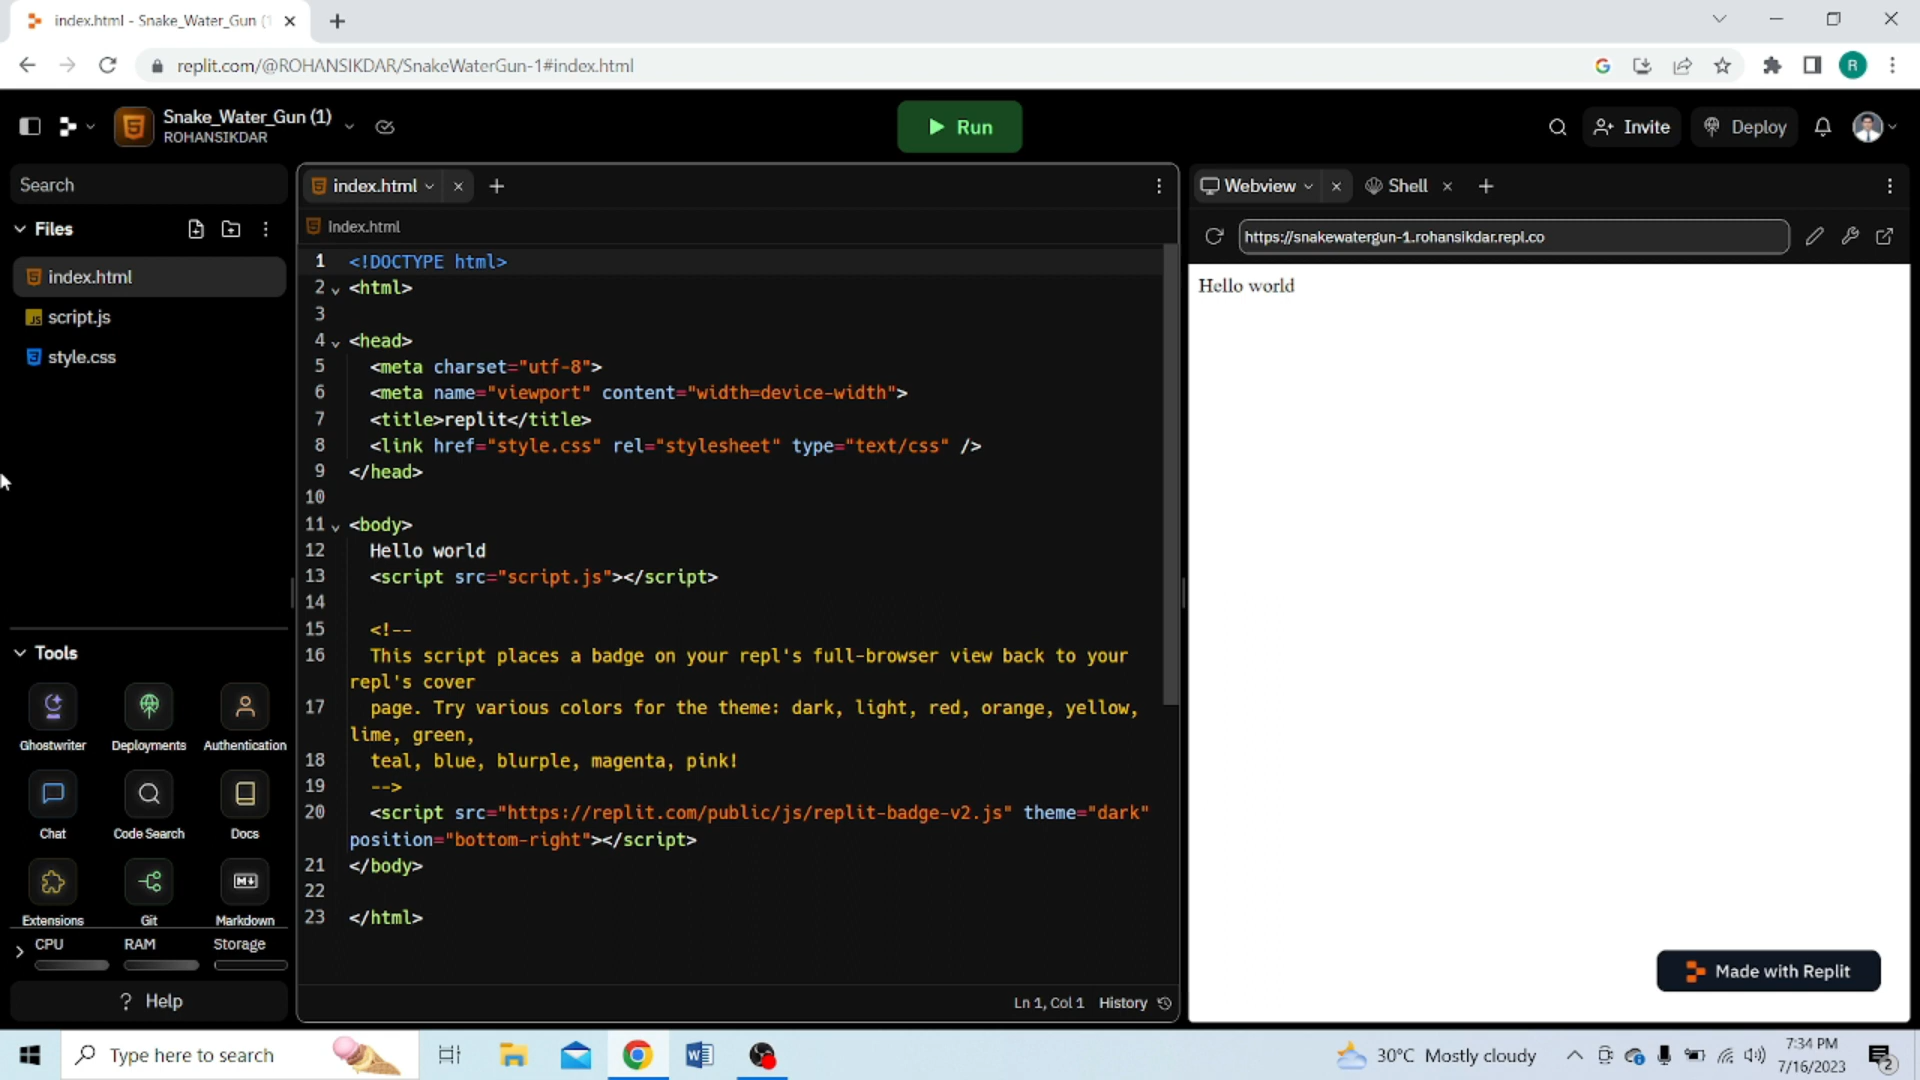 index.html - Snake_Water_Gun (1
replit.com/@ROHANSIKDAR/SnakeWaterGun-1#index.html
G
R
Snake_Water_Gun (1)
ROHANSIKDAR
Run
Invite
Deploy
Search
Files
index.html
script.js
style.css
Tools
Ghostwriter
Deployments
Authentication
Chat
Code Search
Docs
Extensions
Git
Markdown
CPU
RAM
Storage
? Help
index.html
index.html
1 <!DOCTYPE html>
2 <html>
3
4 <head>
5 <meta charset="utf-8">
6 <meta name="viewport" content="width=device-width">
7 <title>replit</title>
8 <link href="style.css" rel="stylesheet" type="text/css" />
9 </head>
10
11 <body>
12 Hello world
13 <script src="script.js"></script>
14
15 <!--
16 This script places a badge on your repl's full-browser view back to your
repl's cover
17 page. Try various colors for the theme: dark, light, red, orange, yellow,
lime, green,
18 teal, blue, blurple, magenta, pink!
19 -->
20 <script src="https://replit.com/public/js/replit-badge-v2.js" theme="dark"
position="bottom-right"></script>
21 </body>
22
23 </html>
Ln 1, Col 1 History
Webview
Shell
https://snakewatergun-1.rohansikdar.repl.co
Hello world
Made with Replit
Type here to search
30°C Mostly cloudy
7:34 PM
7/16/2023
2